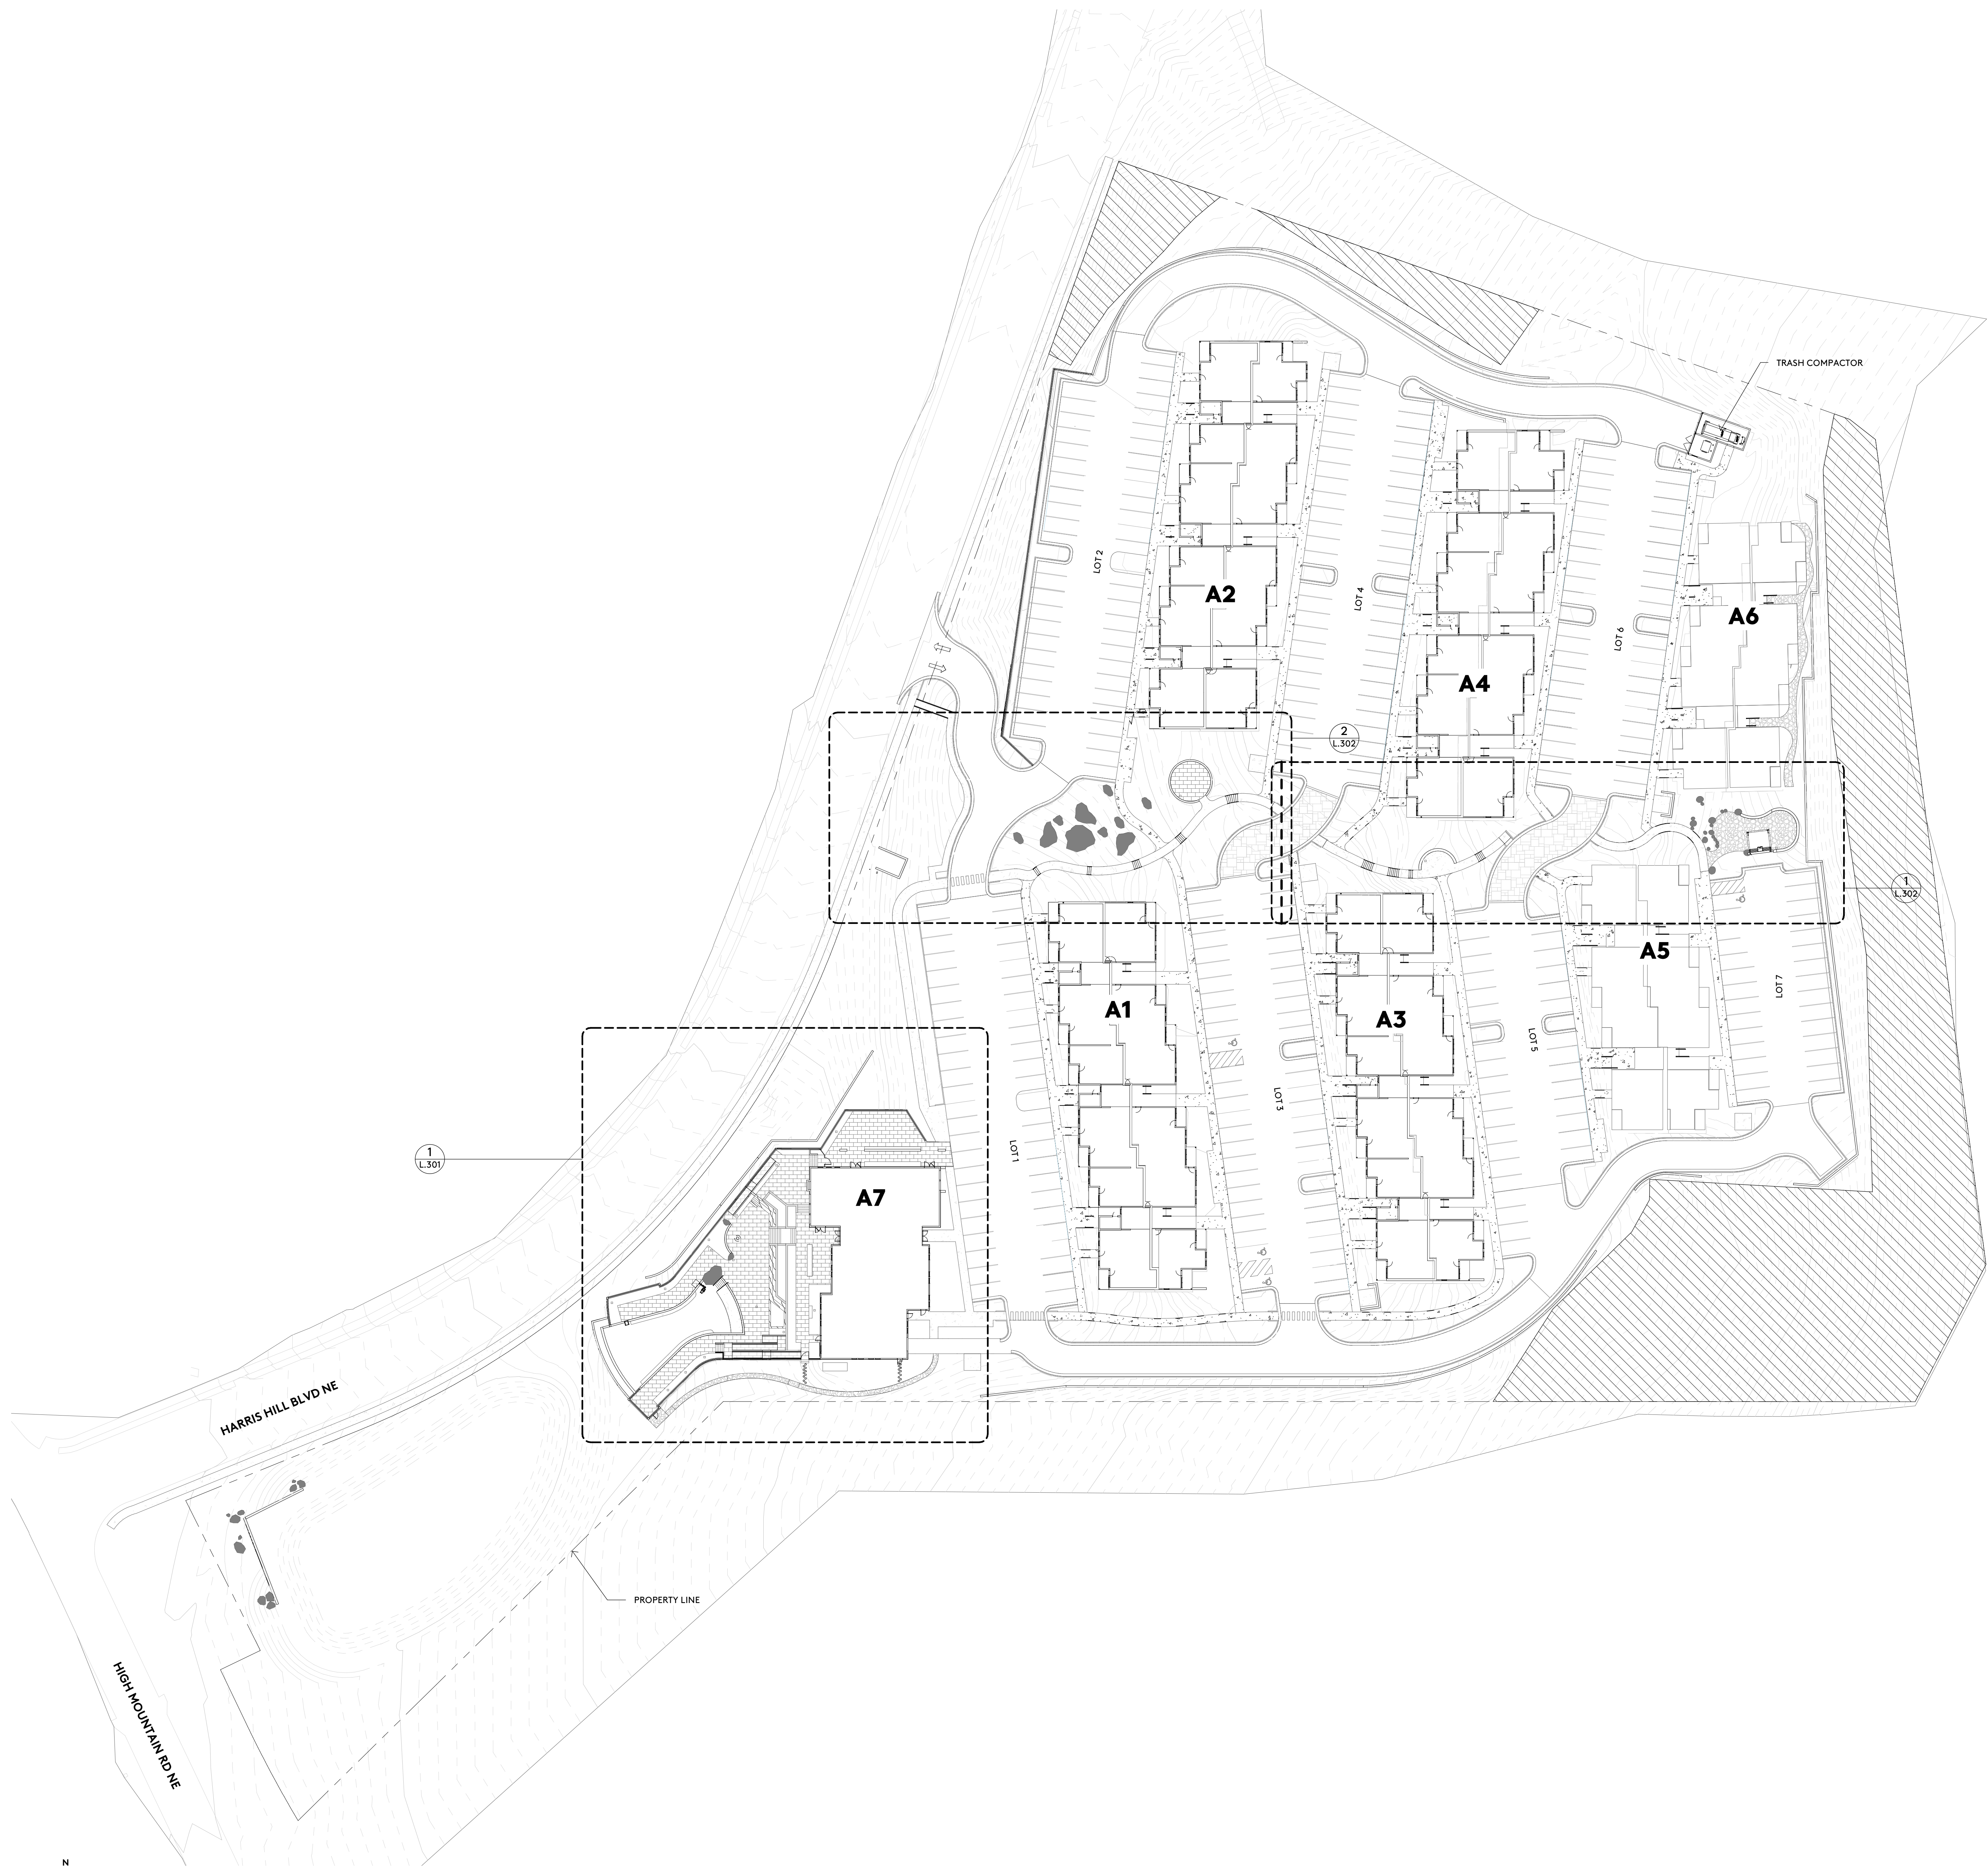 TRASH COMPACTOR
LOT 2
A2
LOT 4
LOT 6
A6
A4
2
L.302
1
L.302
A5
LOT 7
A1
A3
LOT 5
LOT 3
LOT 1
1
L.301
A7
HARRIS HILL BLVD NE
PROPERTY LINE
HIGH MOUNTAIN RD NE
N